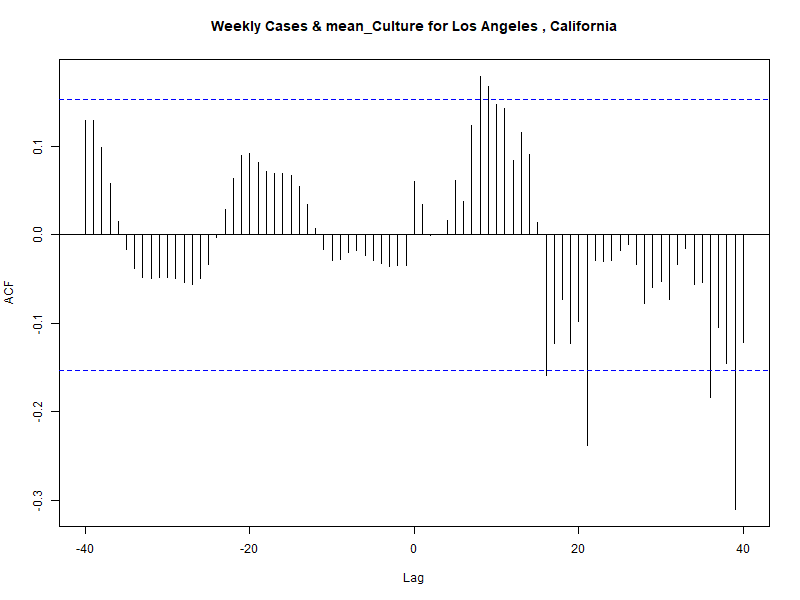 Weekly Cases & mean_Culture for Los Angeles , California
ACF
0.1
0.0
-0.1
-0.2
-0.3
-40 -20 0 20 40
Lag